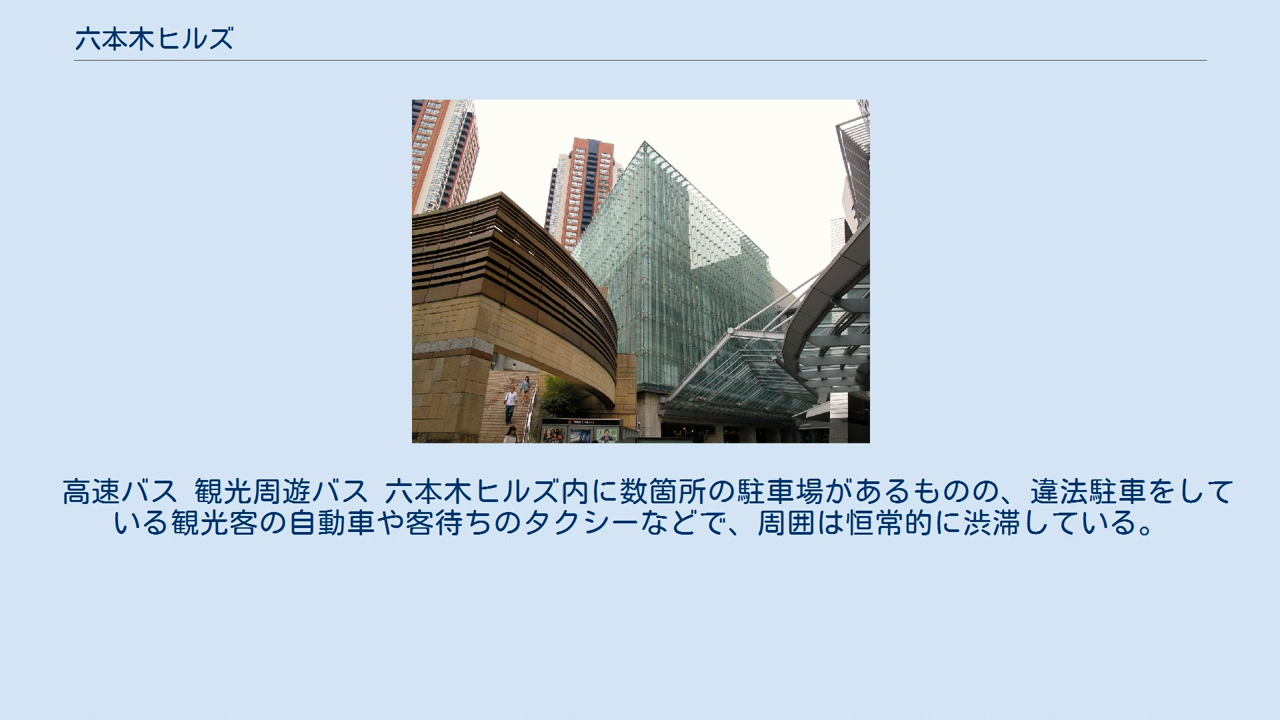 六本木ヒルズ
高速バス 観光周遊バス 六本木ヒルズ内に数箇所の駐車場があるものの、違法駐車をして
いる観光客の自動車や客待ちのタクシーなどで、周囲は恒常的に渋滞している。